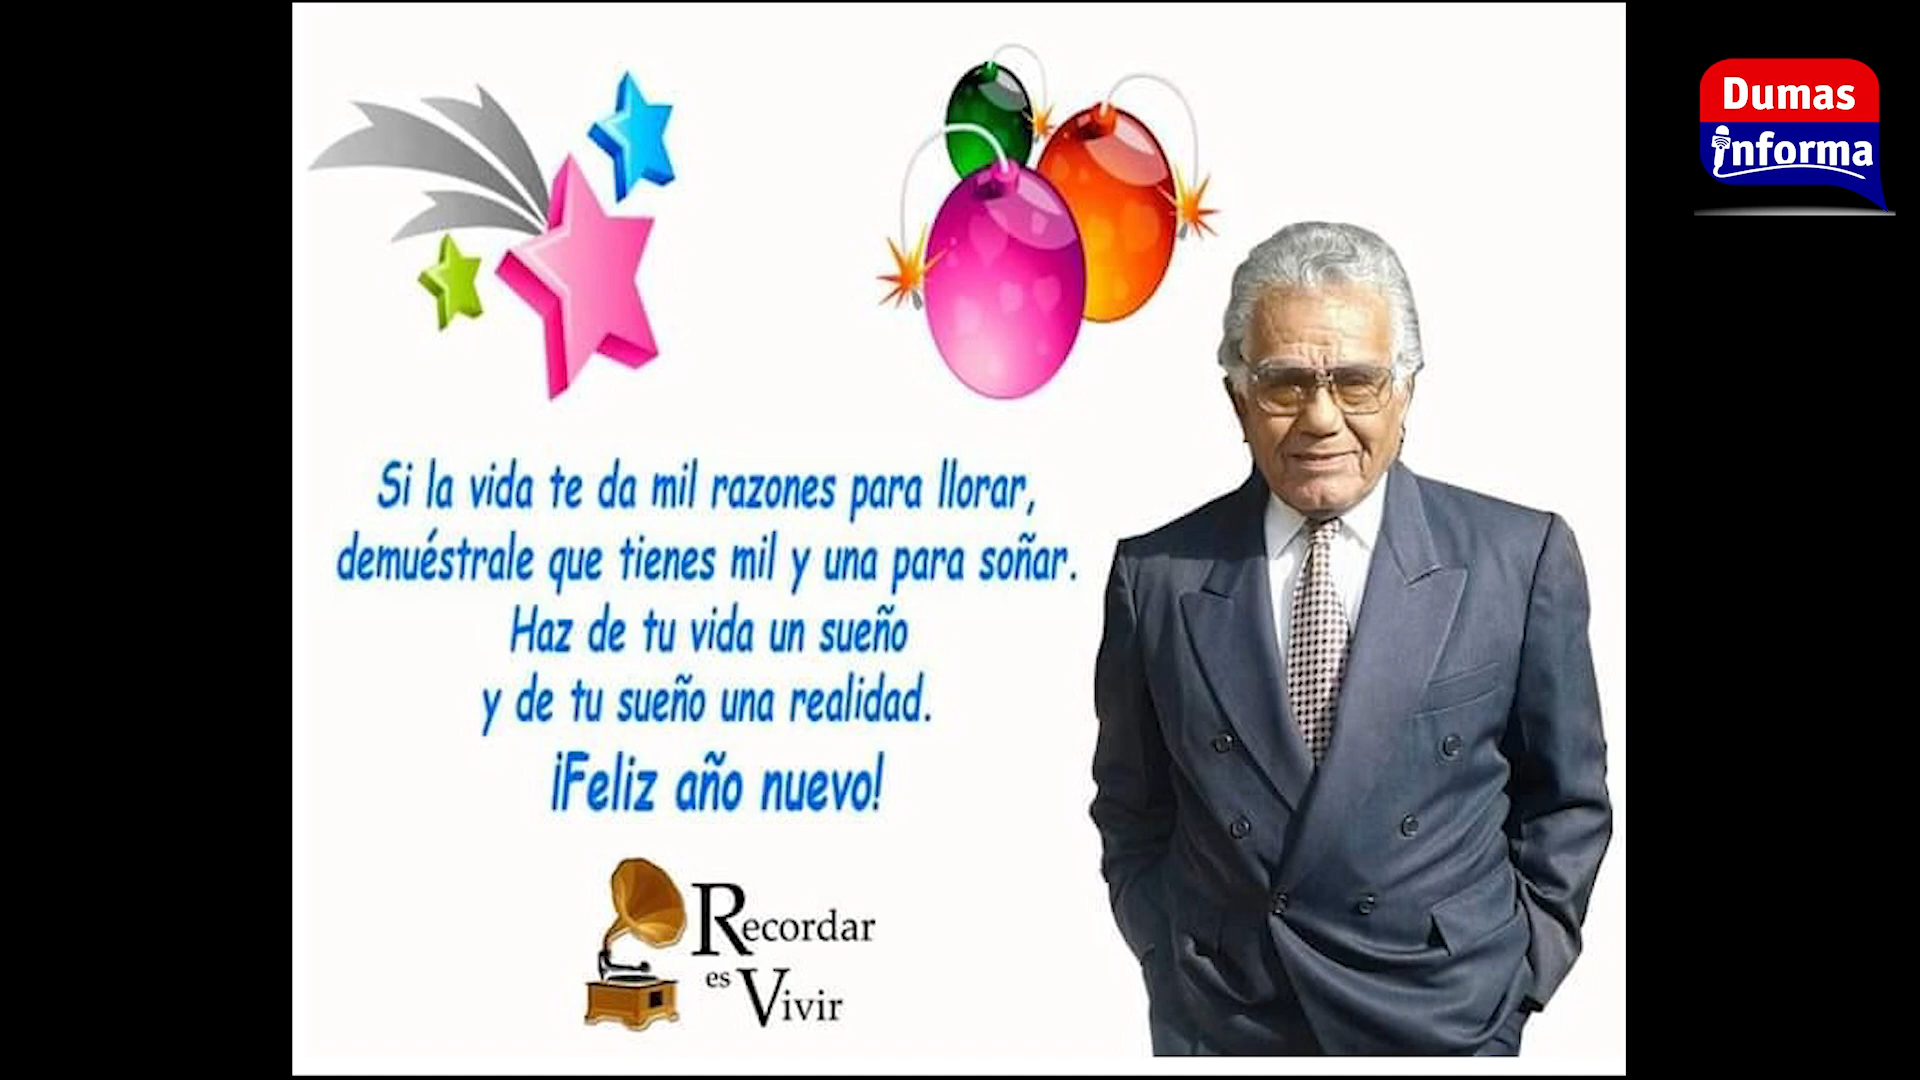 Dumas
informa
Si la vida te da mil razones para llorar,
demuéstrale que tienes mil y una para soñar.
Haz de tu vida un sueño
y de tu sueño una realidad.
¡Feliz año nuevo!
Recordar
es Vivir